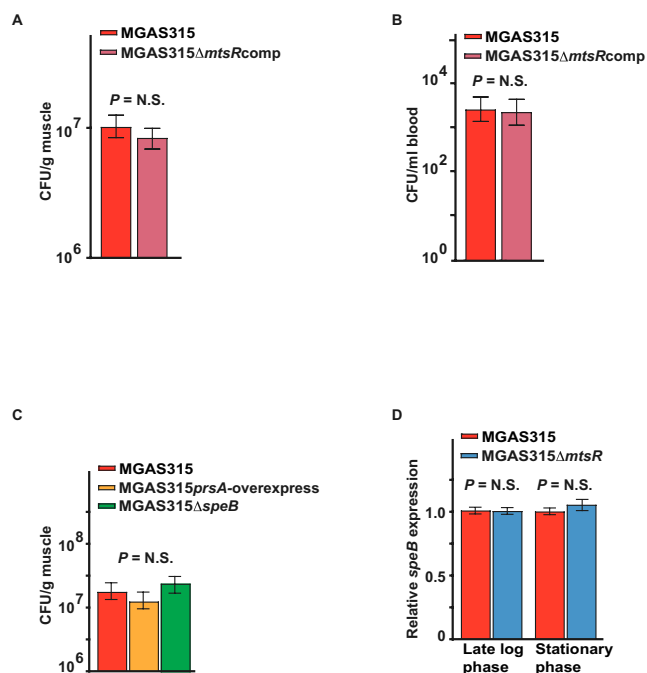 A
MGAS315
MGAS315ΔmtsRcomp
P = N.S.
CFU/g muscle
10^7
10^6
B
MGAS315
MGAS315ΔmtsRcomp
P = N.S.
CFU/ml blood
10^4
10^2
10^0
C
MGAS315
MGAS315prsA-overexpress
MGAS315ΔspeB
P = N.S.
CFU/g muscle
10^8
10^7
10^6
D
MGAS315
MGAS315ΔmtsR
P = N.S. P = N.S.
Relative speB expression
1.0
0.5
0
Late log Stationary
phase phase